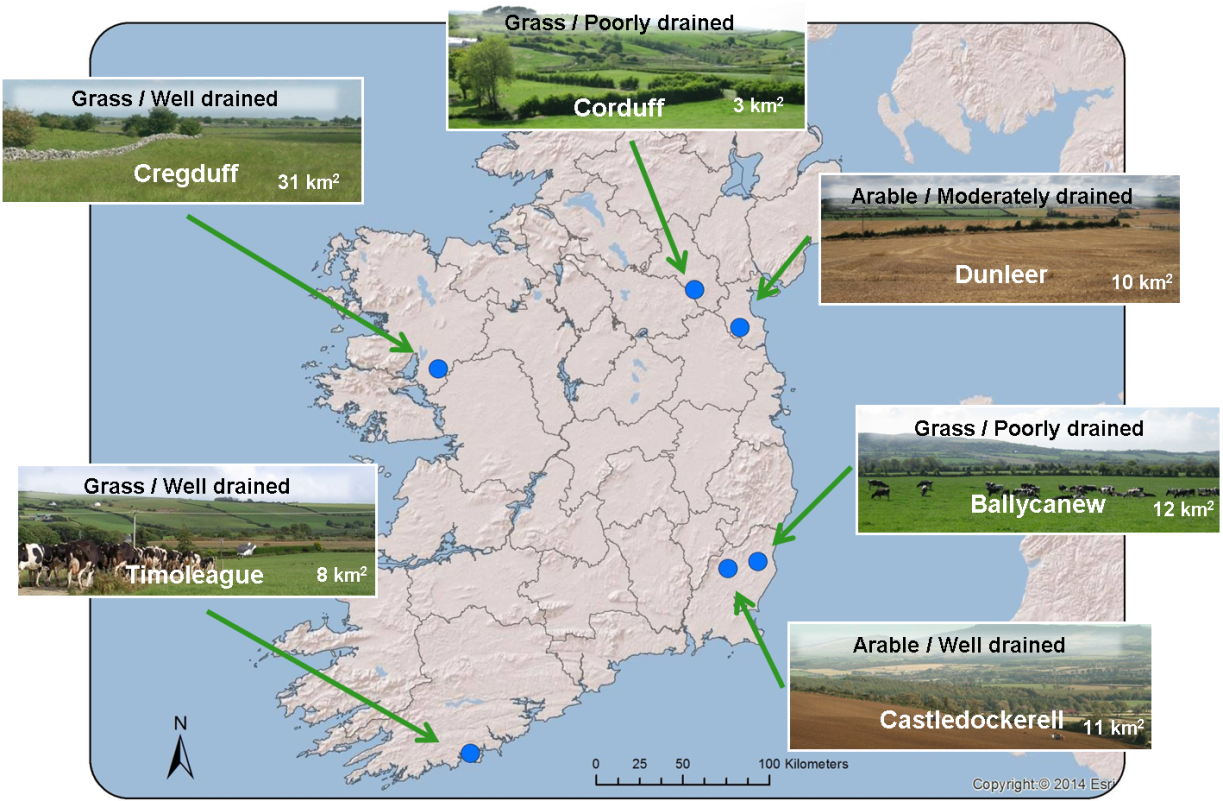 Grass / Poorly drained
Corduff
3 km²
Grass / Well drained
Cregduff
31 km²
Arable / Moderately drained
Dunleer
10 km²
Grass / Poorly drained
Ballycanew
12 km²
Grass / Well drained
Timoleague
8 km²
Arable / Well drained
Castledockerell
11 km²
N
0 25 50 100 Kilometers
Copyright:© 2014 Esri